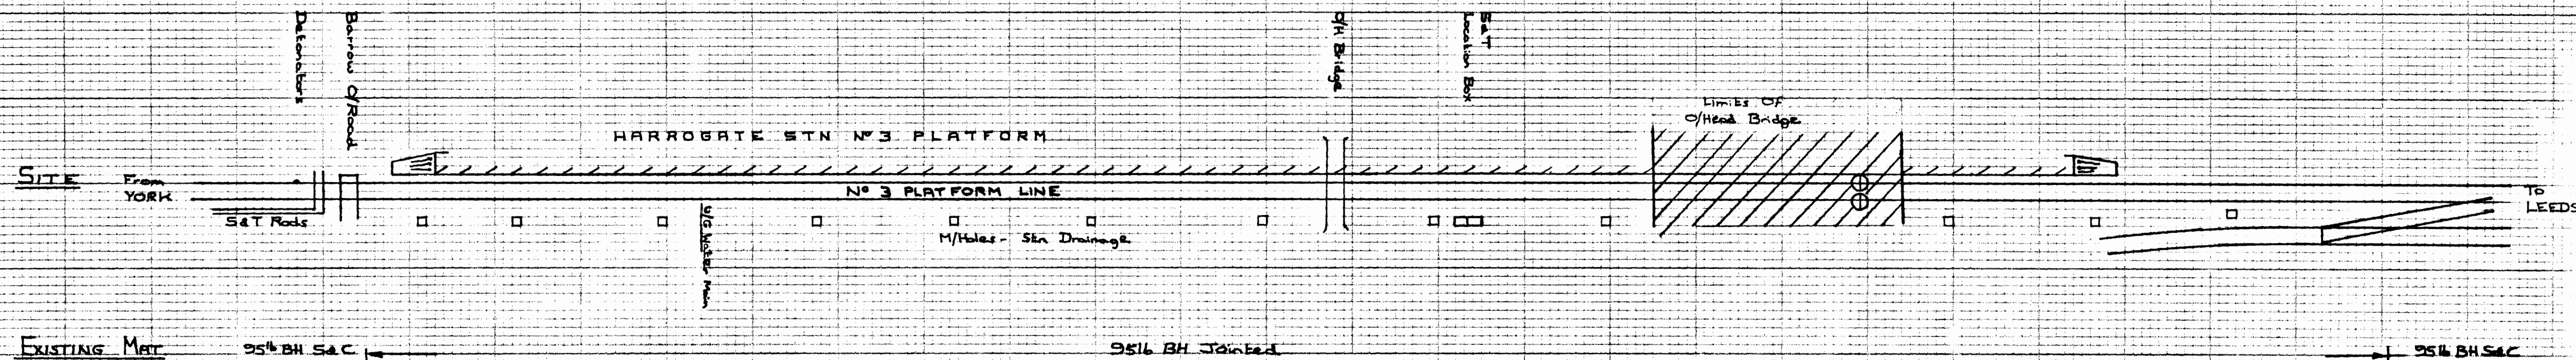 Detonators
Barrow O/Road
O/H Bridge
S&T
Location Box
Limits Of
O/Head Bridge
HARROGATE STN Nº 3 PLATFORM
SITE
From
YORK
Nº 3 PLATFORM LINE
To
LEEDS
S&T Rods
U/G Water Main
M/Holes - Stn Drainage
EXISTING MAT
95lb BH S&C
95lb BH Jointed
95lb BH S&C